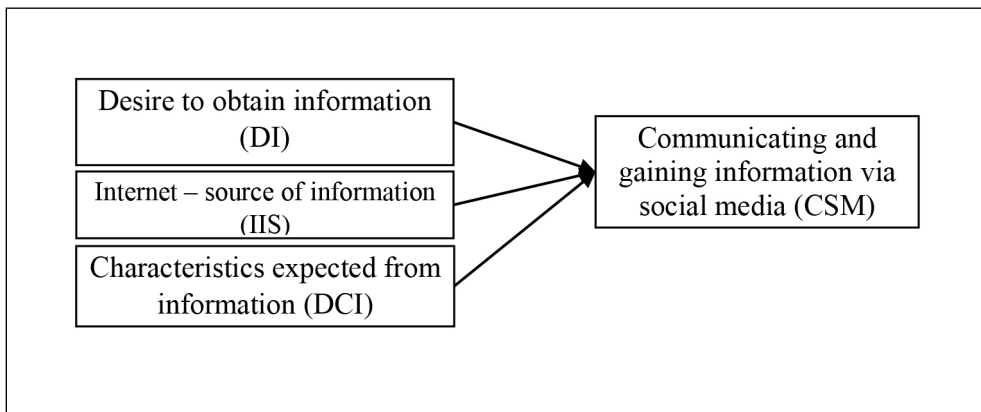 Desire to obtain information
(DI)
Internet – source of information
(IIS)
Characteristics expected from
information (DCI)
Communicating and
gaining information via
social media (CSM)